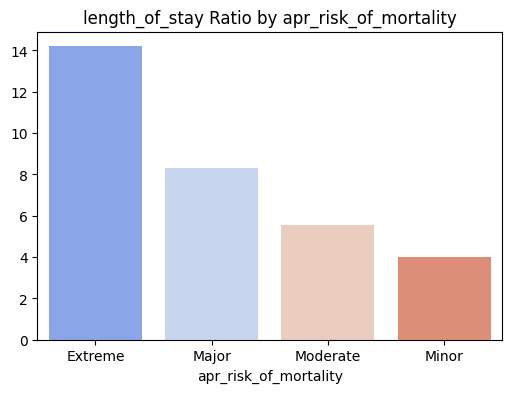 length_of_stay Ratio by apr_risk_of_mortality
14
12
10
8
6
4
2
0
Extreme Major Moderate Minor
apr_risk_of_mortality